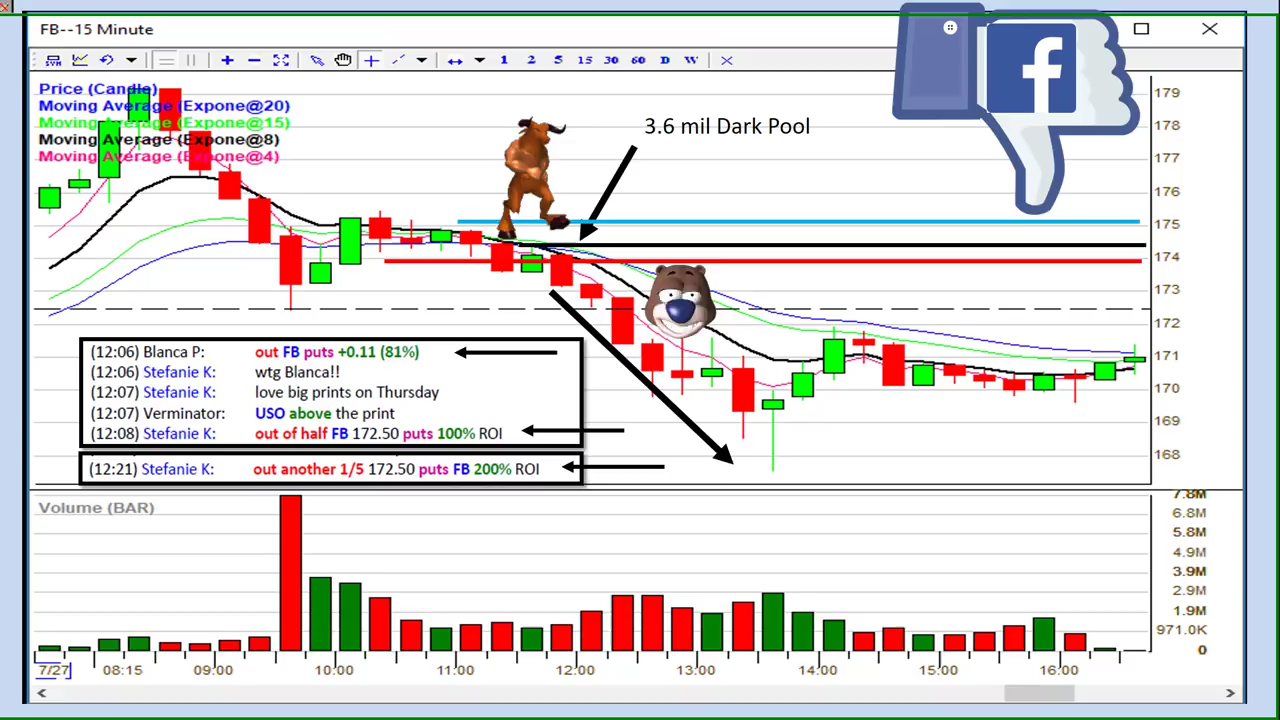 FB--15 Minute
1 2 5 15 30 60 D W
Price (Candle)
Moving Average (Expone@20)
Moving Average (Expone@15)
Moving Average (Expone@8)
Moving Average (Expone@4)
3.6 mil Dark Pool
f
179
178
177
176
175
174
173
172
171
170
169
168
(12:06) Blanca P: out FB puts +0.11 (81%)
(12:06) Stefanie K: wtg Blanca!!
(12:07) Stefanie K: love big prints on Thursday
(12:07) Verminator: USO above the print
(12:08) Stefanie K: out of half FB 172.50 puts 100% ROI
(12:21) Stefanie K: out another 1/5 172.50 puts FB 200% ROI
Volume (BAR)
7.8M
6.8M
5.8M
4.9M
3.9M
2.9M
1.9M
971.0K
0
7/27 08:15 09:00 10:00 11:00 12:00 13:00 14:00 15:00 16:00